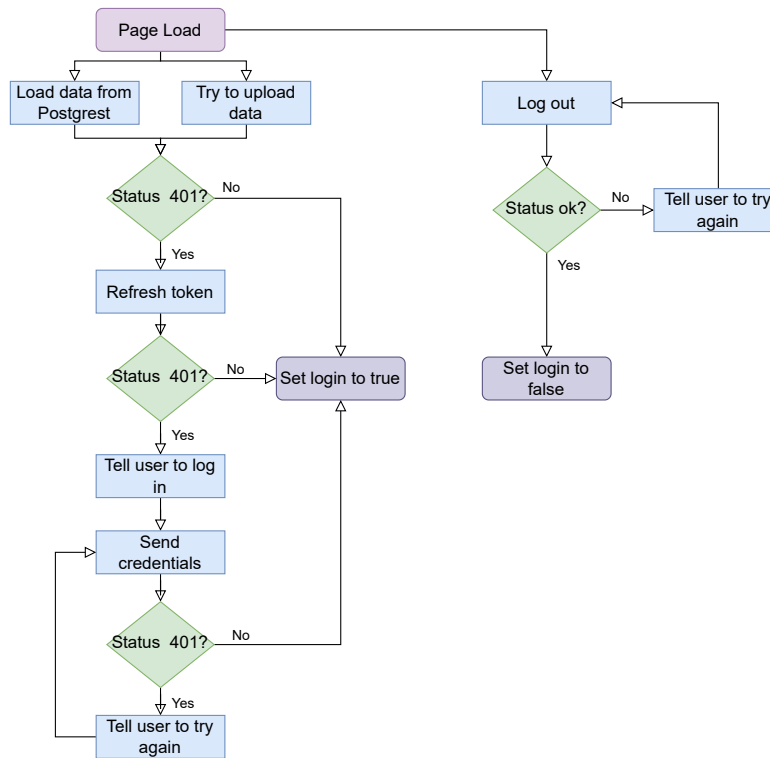 Page Load
Load data from
Postgrest
Try to upload
data
Log out
Status 401?
No
Yes
Status ok?
No
Yes
Tell user to try
again
Refresh token
Status 401?
No
Yes
Set login to true
Set login to
false
Tell user to log
in
Send
credentials
Status 401?
No
Yes
Tell user to try
again